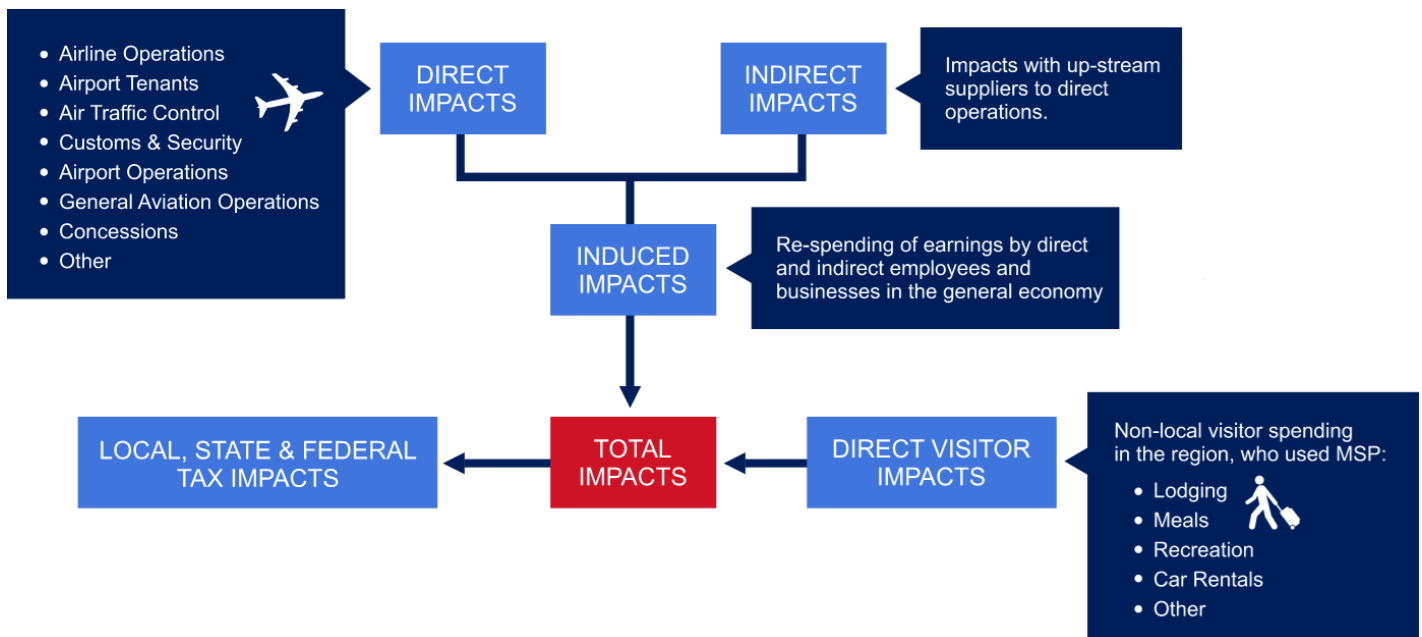 • Airline Operations
• Airport Tenants
• Air Traffic Control
• Customs & Security
• Airport Operations
• General Aviation Operations
• Concessions
• Other
DIRECT
IMPACTS
INDIRECT
IMPACTS
Impacts with up-stream
suppliers to direct
operations.
INDUCED
IMPACTS
Re-spending of earnings by direct
and indirect employees and
businesses in the general economy
LOCAL, STATE & FEDERAL
TAX IMPACTS
TOTAL
IMPACTS
DIRECT VISITOR
IMPACTS
Non-local visitor spending
in the region, who used MSP:
• Lodging
• Meals
• Recreation
• Car Rentals
• Other